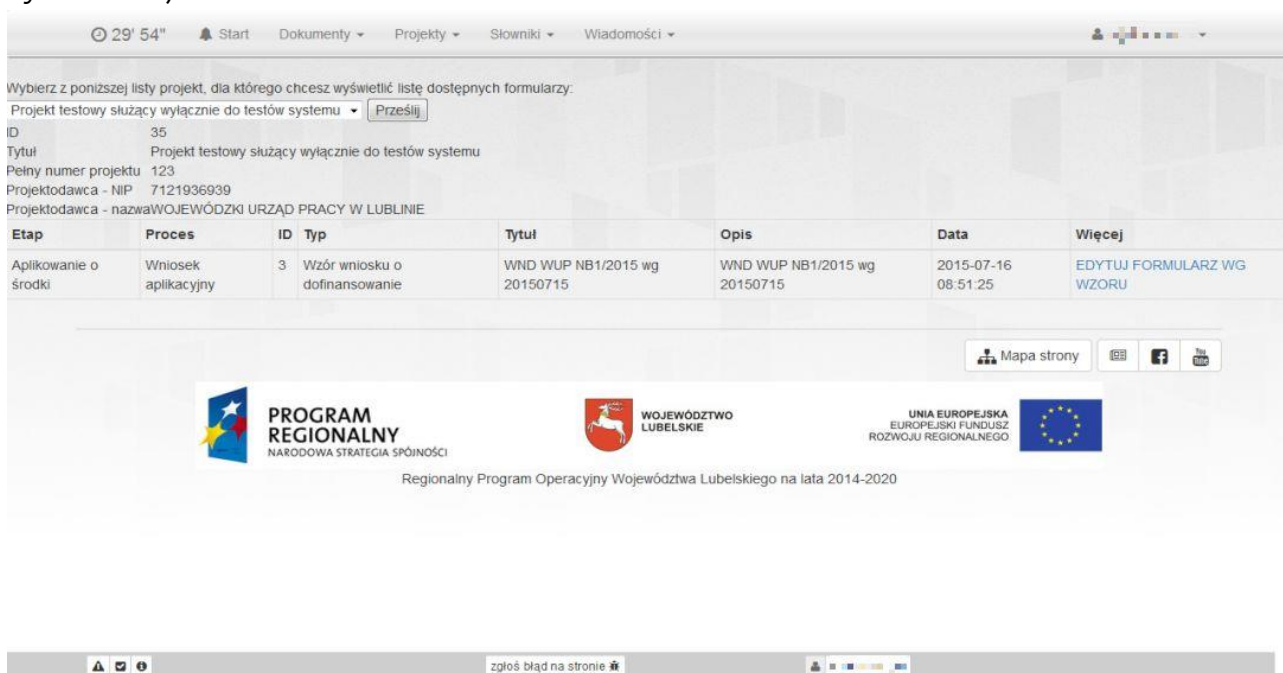 29' 54" Start Dokumenty Projekty Słowniki Wiadomości
Wybierz z poniższej listy projekt, dla którego chcesz wyświetlić listę dostępnych formularzy:
Projekt testowy służący wyłącznie do testów systemu Prześlij
ID 35
Tytuł Projekt testowy służący wyłącznie do testów systemu
Pełny numer projektu 123
Projektodawca - NIP 7121936939
Projektodawca - nazwaWOJEWÓDZKI URZĄD PRACY W LUBLINIE
Etap Proces ID Typ Tytuł Opis Data Więcej
Aplikowanie o Wniosek 3 Wzór wniosku o WND WUP NB1/2015 wg WND WUP NB1/2015 wg 2015-07-16 EDYTUJ FORMULARZ WG
środki aplikacyjny dofinansowanie 20150715 20150715 08:51:25 WZORU
Mapa strony You Tube
PROGRAM
REGIONALNY
NARODOWA STRATEGIA SPÓJNOŚCI
WOJEWÓDZTWO
LUBELSKIE
UNIA EUROPEJSKA
EUROPEJSKI FUNDUSZ
ROZWOJU REGIONALNEGO
Regionalny Program Operacyjny Województwa Lubelskiego na lata 2014-2020
zgłoś błąd na stronie